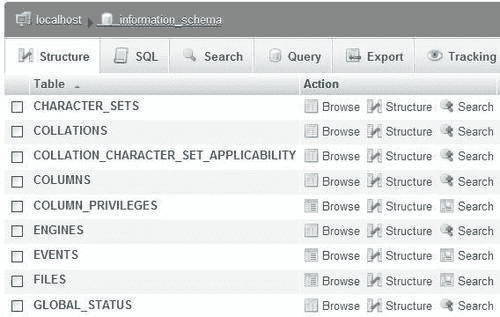 localhost information_schema
Structure SQL Search Query Export Tracking
Table Action
CHARACTER_SETS Browse Structure Search
COLLATIONS Browse Structure Search
COLLATION_CHARACTER_SET_APPLICABILITY Browse Structure Search
COLUMNS Browse Structure Search
COLUMN_PRIVILEGES Browse Structure Search
ENGINES Browse Structure Search
EVENTS Browse Structure Search
FILES Browse Structure Search
GLOBAL_STATUS Browse Structure Search